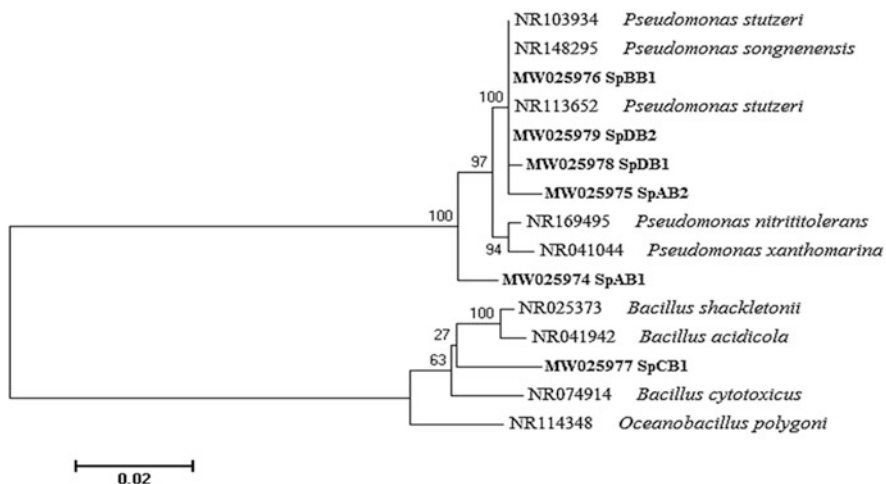 NR103934 Pseudomonas stutzeri
NR148295 Pseudomonas songnenensis
MW025976 SpBB1
100 NR113652 Pseudomonas stutzeri
MW025979 SpDB2
97 MW025978 SpDB1
MW025975 SpAB2
100 NR169495 Pseudomonas nitrititolerans
94 NR041044 Pseudomonas xanthomarina
MW025974 SpAB1
100 NR025373 Bacillus shackletonii
27 NR041942 Bacillus acidicola
63 MW025977 SpCB1
NR074914 Bacillus cytotoxicus
NR114348 Oceanobacillus polygoni
0.02